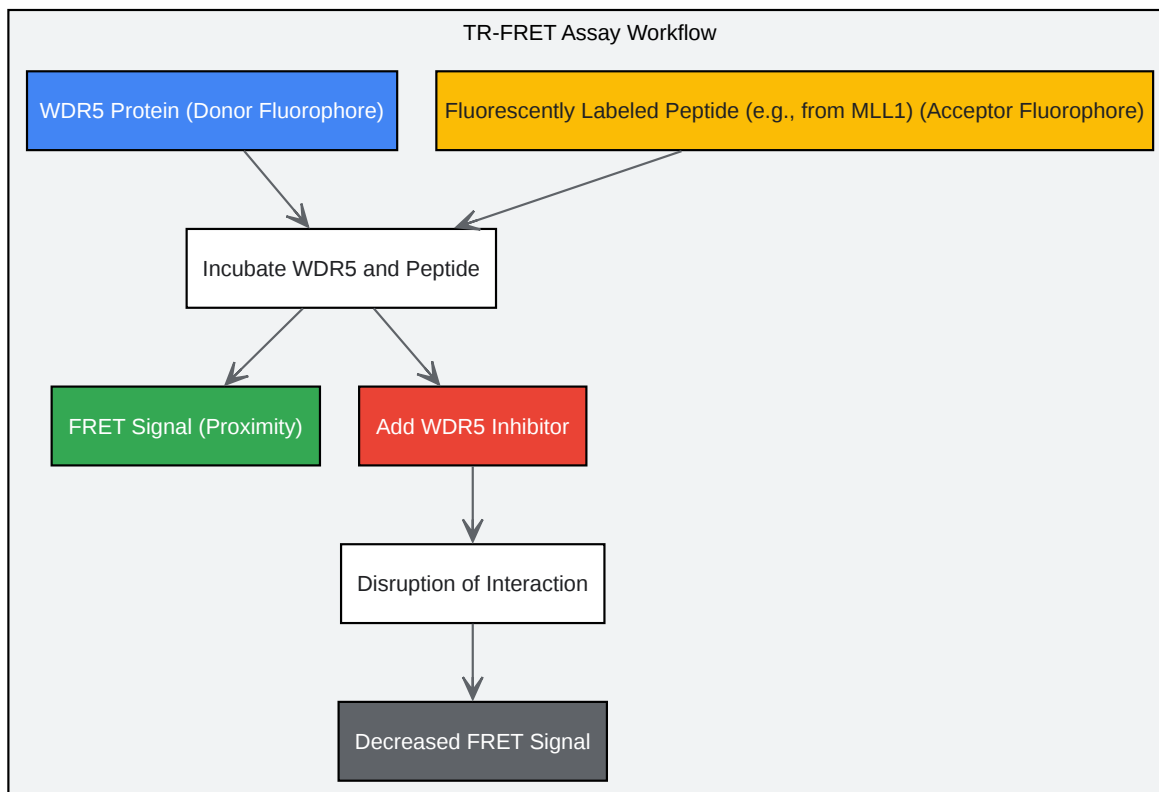 TR-FRET Assay Workflow
WDR5 Protein (Donor Fluorophore)
Fluorescently Labeled Peptide (e.g., from MLL1) (Acceptor Fluorophore)
Incubate WDR5 and Peptide
FRET Signal (Proximity)
Add WDR5 Inhibitor
Disruption of Interaction
Decreased FRET Signal